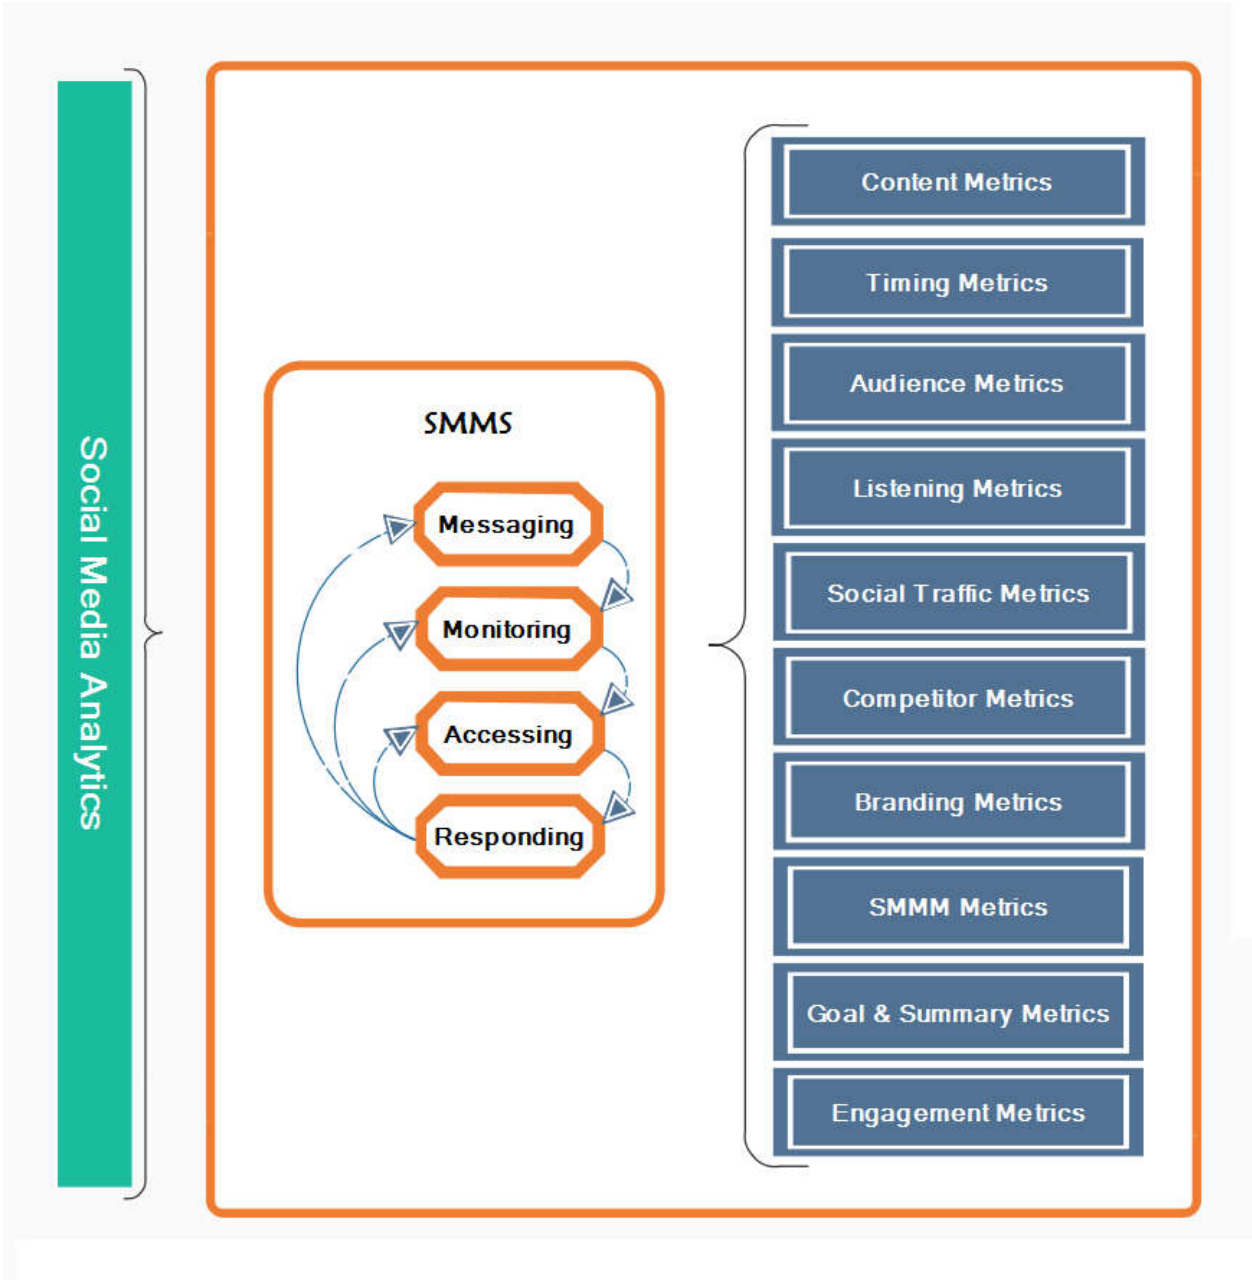 Social Media Analytics
SMMS
Messaging
Monitoring
Accessing
Responding
Content Metrics
Timing Metrics
Audience Metrics
Listening Metrics
Social Traffic Metrics
Competitor Metrics
Branding Metrics
SMMM Metrics
Goal & Summary Metrics
Engagement Metrics